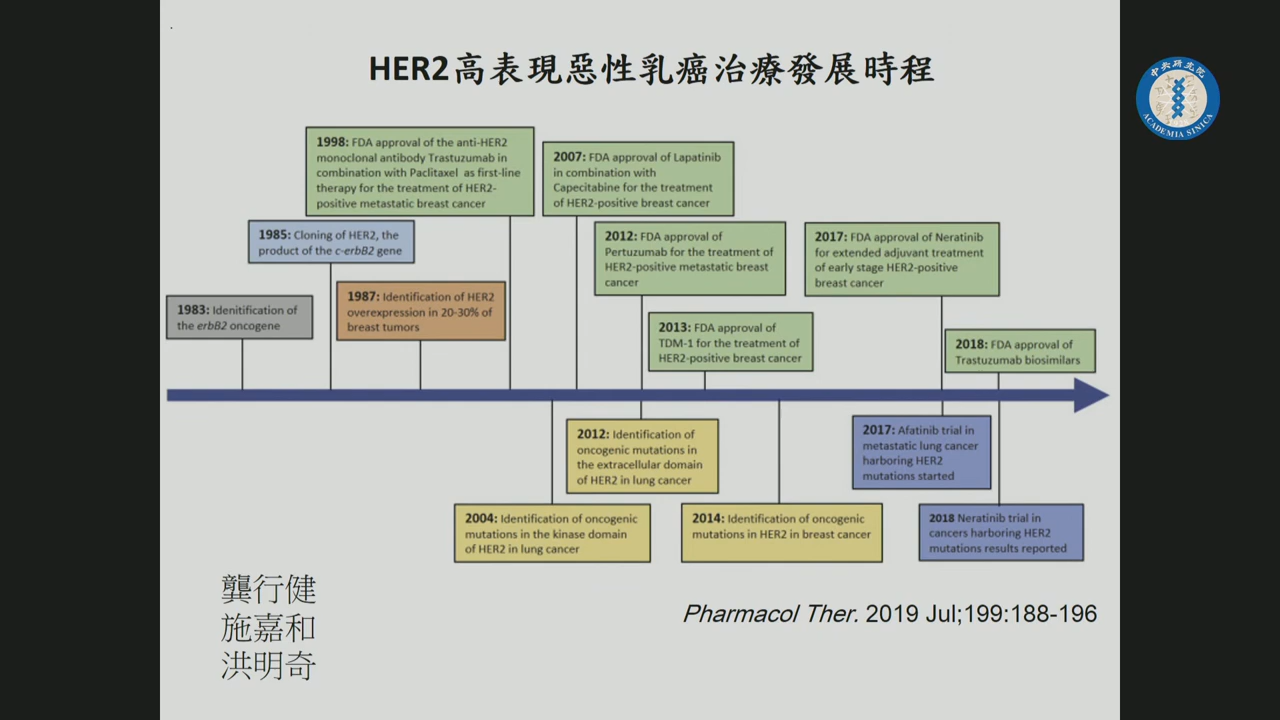 HER2高表現惡性乳癌治療發展時程
中央研究院
ACADEMIA SINICA
1998: FDA approval of the anti-HER2
monoclonal antibody Trastuzumab in
combination with Paclitaxel as first-line
therapy for the treatment of HER2-
positive metastatic breast cancer
2007: FDA approval of Lapatinib
in combination with
Capecitabine for the treatment
of HER2-positive breast cancer
1985: Cloning of HER2, the
product of the c-erbB2 gene
2012: FDA approval of
Pertuzumab for the treatment of
HER2-positive metastatic breast
cancer
2017: FDA approval of Neratinib
for extended adjuvant treatment
of early stage HER2-positive
breast cancer
1983: Idenitification of
the erbB2 oncogene
1987: Identification of HER2
overexpression in 20-30% of
breast tumors
2013: FDA approval of
TDM-1 for the treatment of
HER2-positive breast cancer
2018: FDA approval of
Trastuzumab biosimilars
2012: Identification of
oncogenic mutations in
the extracellular domain
of HER2 in lung cancer
2017: Afatinib trial in
metastatic lung cancer
harboring HER2
mutations started
2004: Identification of oncogenic
mutations in the kinase domain
of HER2 in lung cancer
2014: Identification of oncogenic
mutations in HER2 in breast cancer
2018 Neratinib trial in
cancers harboring HER2
mutations results reported
龔行健
施嘉和
洪明奇
Pharmacol Ther. 2019 Jul;199:188-196